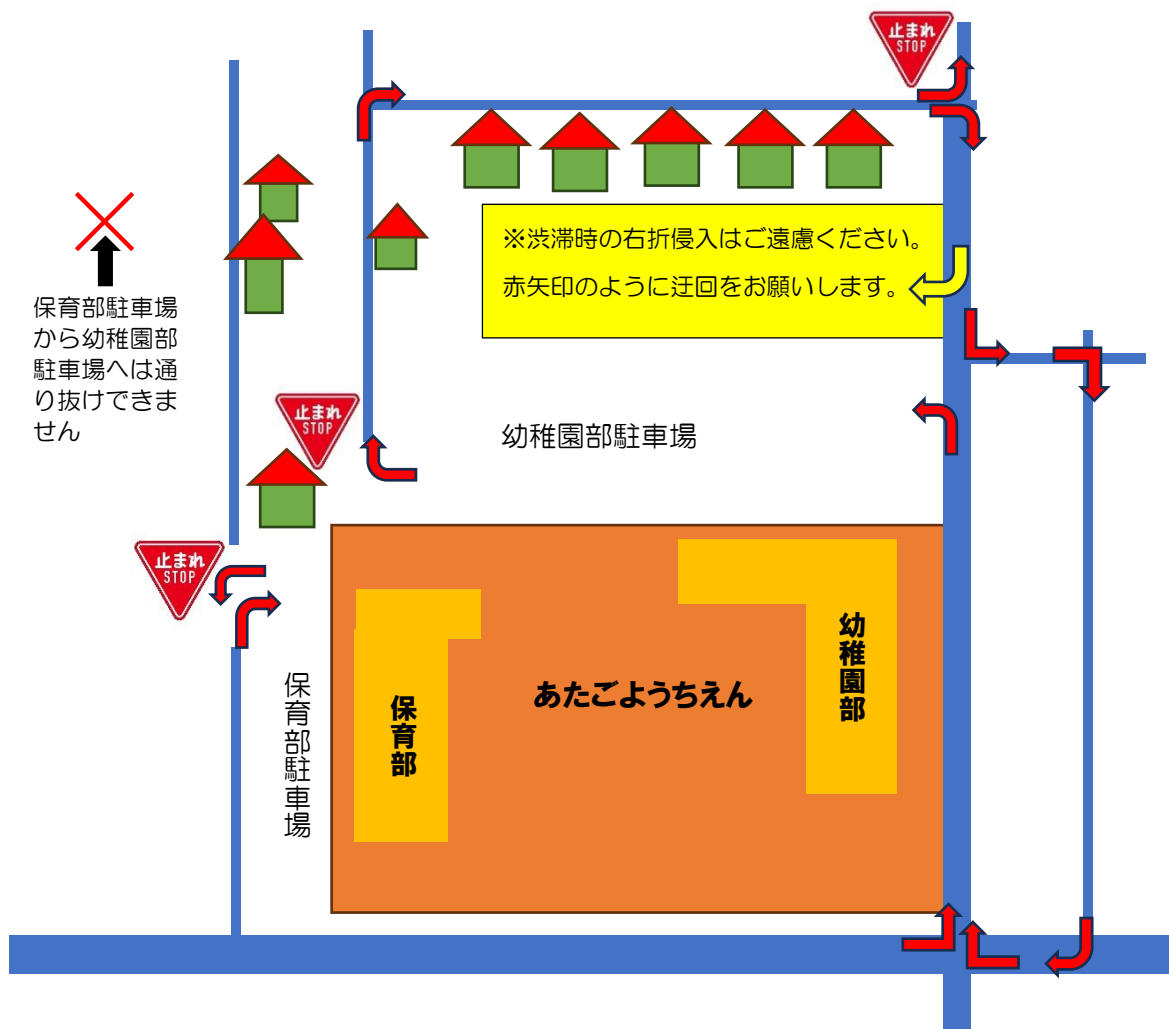 止まれ
STOP
※渋滞時の右折侵入はご遠慮ください。
赤矢印のように迂回をお願いします。
保育部駐車場
から幼稚園部
駐車場へは通
り抜けできま
せん
止まれ
STOP
幼稚園部駐車場
止まれ
STOP
保育部駐車場
保育部
あたごようちえん
幼稚園部